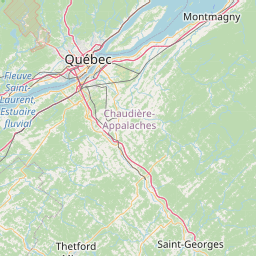 Montmagny
Québec
Fleuve
Saint-
Laurent,
Estuaire
fluvial
Chaudière-
Appalaches
Saint-Georges
Thetford